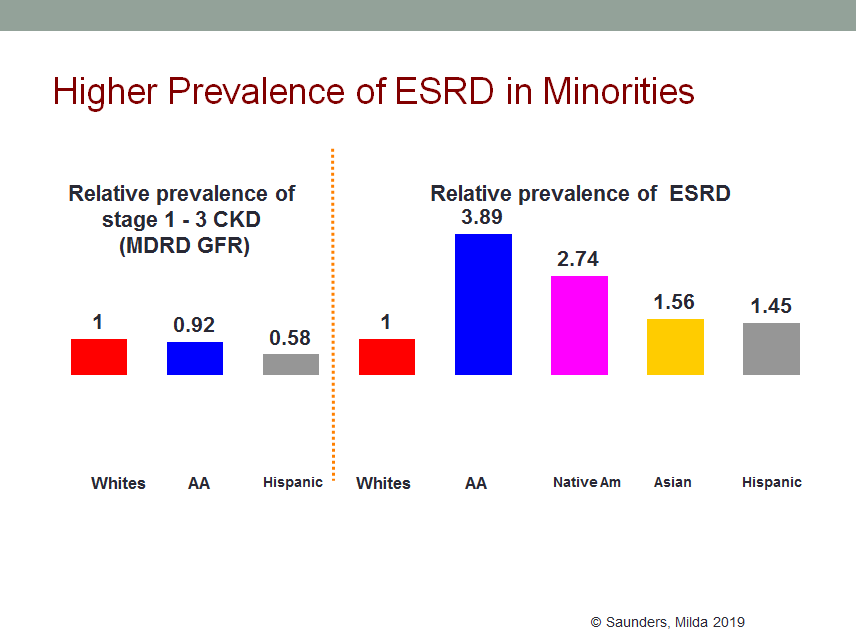 Higher Prevalence of ESRD in Minorities
Relative prevalence of
stage 1 - 3 CKD
(MDRD GFR)
1
0.92
0.58
Whites
AA
Hispanic
Relative prevalence of ESRD
3.89
2.74
1.56
1.45
1
Whites
AA
Native Am
Asian
Hispanic
© Saunders, Milda 2019